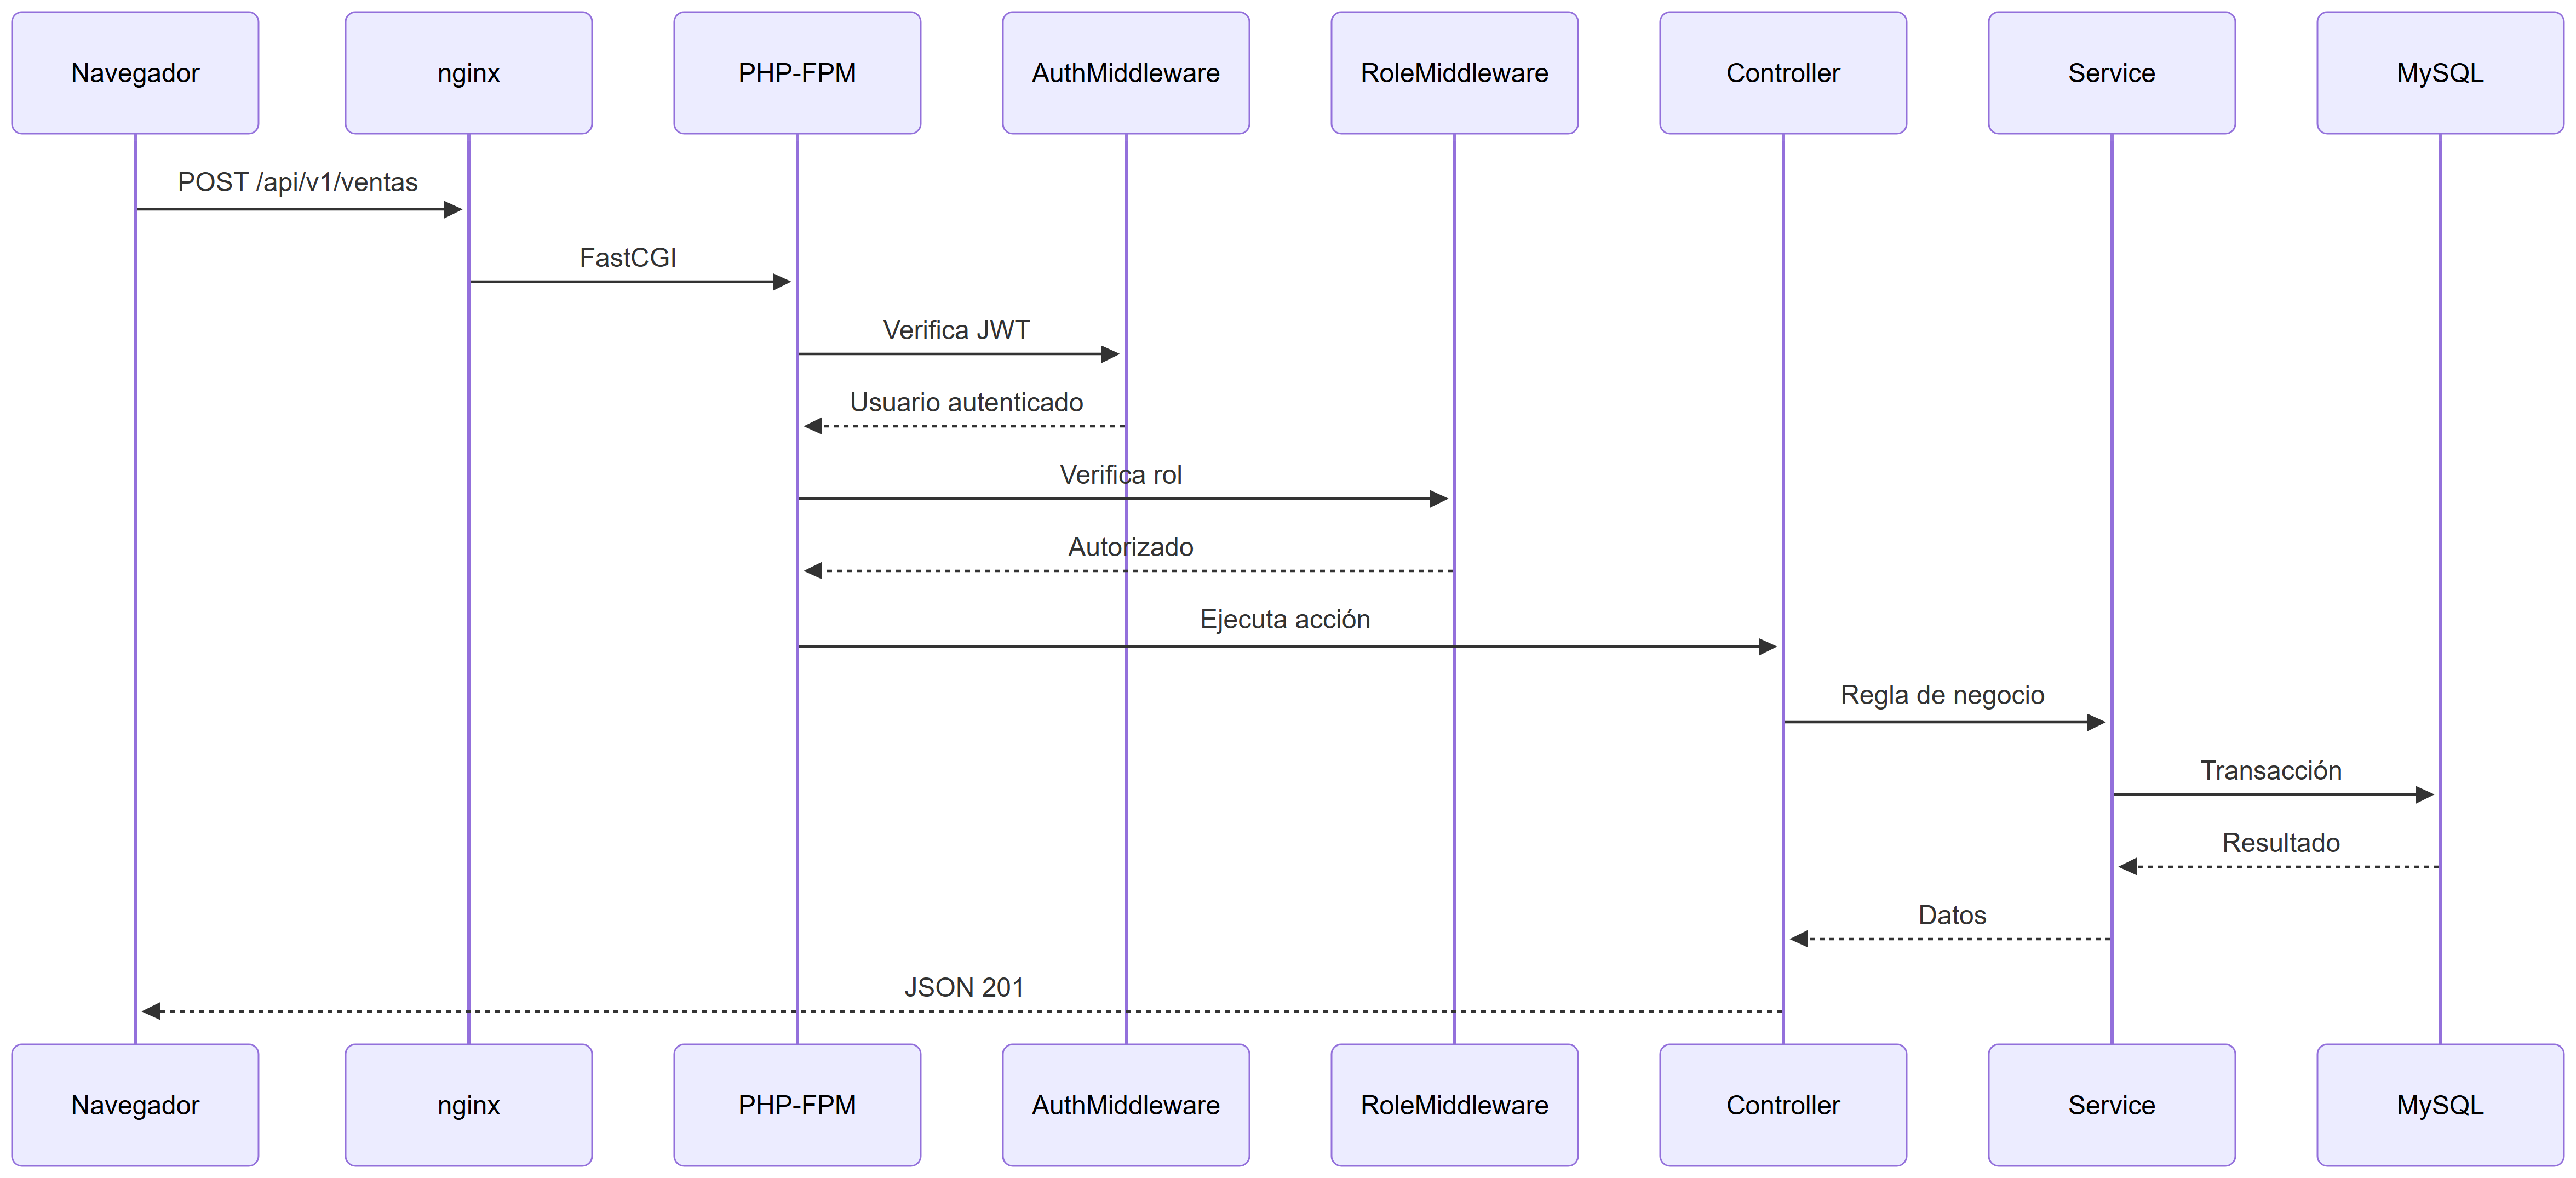 Navegador
nginx
PHP-FPM
AuthMiddleware
RoleMiddleware
Controller
Service
MySQL
POST /api/v1/ventas
FastCGI
Verifica JWT
Usuario autenticado
Verifica rol
Autorizado
Ejecuta acción
Regla de negocio
Transacción
Resultado
Datos
JSON 201
Navegador
nginx
PHP-FPM
AuthMiddleware
RoleMiddleware
Controller
Service
MySQL